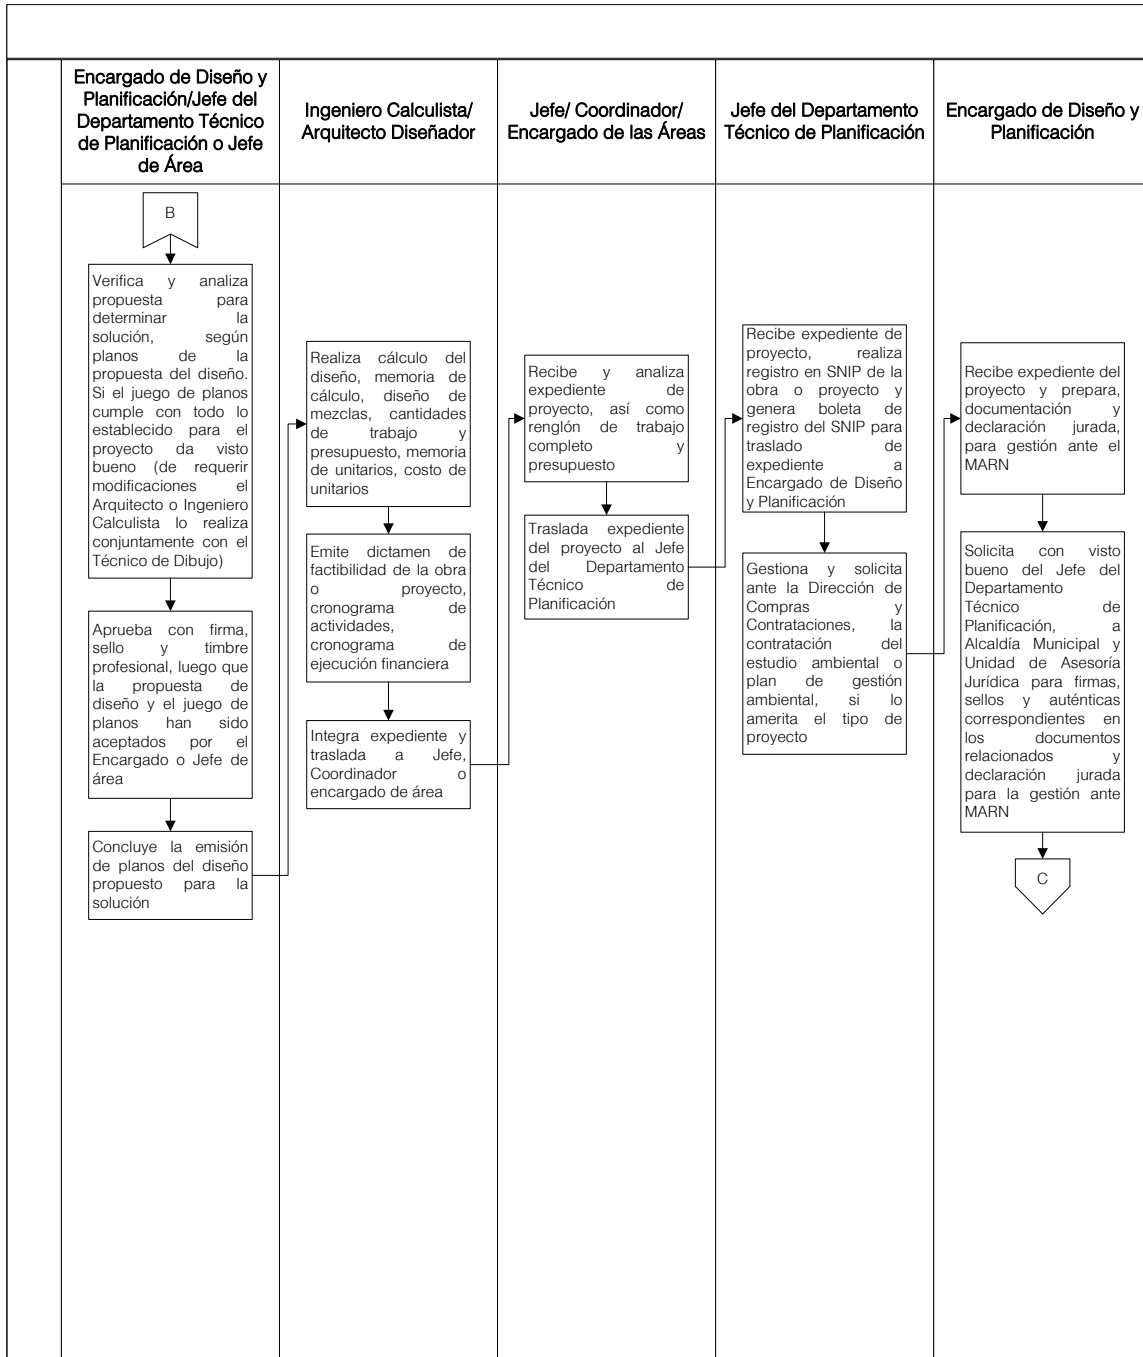 Encargado de Diseño y
Planificación/Jefe del
Departamento Técnico
de Planificación o Jefe
de Área
Ingeniero Calculista/
Arquitecto Diseñador
Jefe/ Coordinador/
Encargado de las Áreas
Jefe del Departamento
Técnico de Planificación
Encargado de Diseño y
Planificación
B
Verifica y analiza
propuesta para
determinar la
solución, según
planos de la
propuesta del diseño.
Si el juego de planos
cumple con todo lo
establecido para el
proyecto da visto
bueno (de requerir
modificaciones el
Arquitecto o Ingeniero
Calculista lo realiza
conjuntamente con el
Técnico de Dibujo)
Aprueba con firma,
sello y timbre
profesional, luego que
la propuesta de
diseño y el juego de
planos han sido
aceptados por el
Encargado o Jefe de
área
Concluye la emisión
de planos del diseño
propuesto para la
solución
Realiza cálculo del
diseño, memoria de
cálculo, diseño de
mezclas, cantidades
de trabajo y
presupuesto, memoria
de unitarios, costo de
unitarios
Emite dictamen de
factibilidad de la obra
o proyecto,
cronograma de
actividades,
cronograma de
ejecución financiera
Integra expediente y
traslada a Jefe,
Coordinador o
encargado de área
Recibe y analiza
expediente de
proyecto, así como
renglón de trabajo
completo y
presupuesto
Traslada expediente
del proyecto al Jefe
del Departamento
Técnico de
Planificación
Recibe expediente de
proyecto, realiza
registro en SNIP de la
obra o proyecto y
genera boleta de
registro del SNIP para
traslado de
expediente a
Encargado de Diseño
y Planificación
Gestiona y solicita
ante la Dirección de
Compras y
Contrataciones, la
contratación del
estudio ambiental o
plan de gestión
ambiental, si lo
amerita el tipo de
proyecto
Recibe expediente del
proyecto y prepara,
documentación y
declaración jurada,
para gestión ante el
MARN
Solicita con visto
bueno del Jefe del
Departamento
Técnico de
Planificación, a
Alcaldía Municipal y
Unidad de Asesoría
Jurídica para firmas,
sellos y auténticas
correspondientes en
los documentos
relacionados y
declaración jurada
para la gestión ante
MARN
C